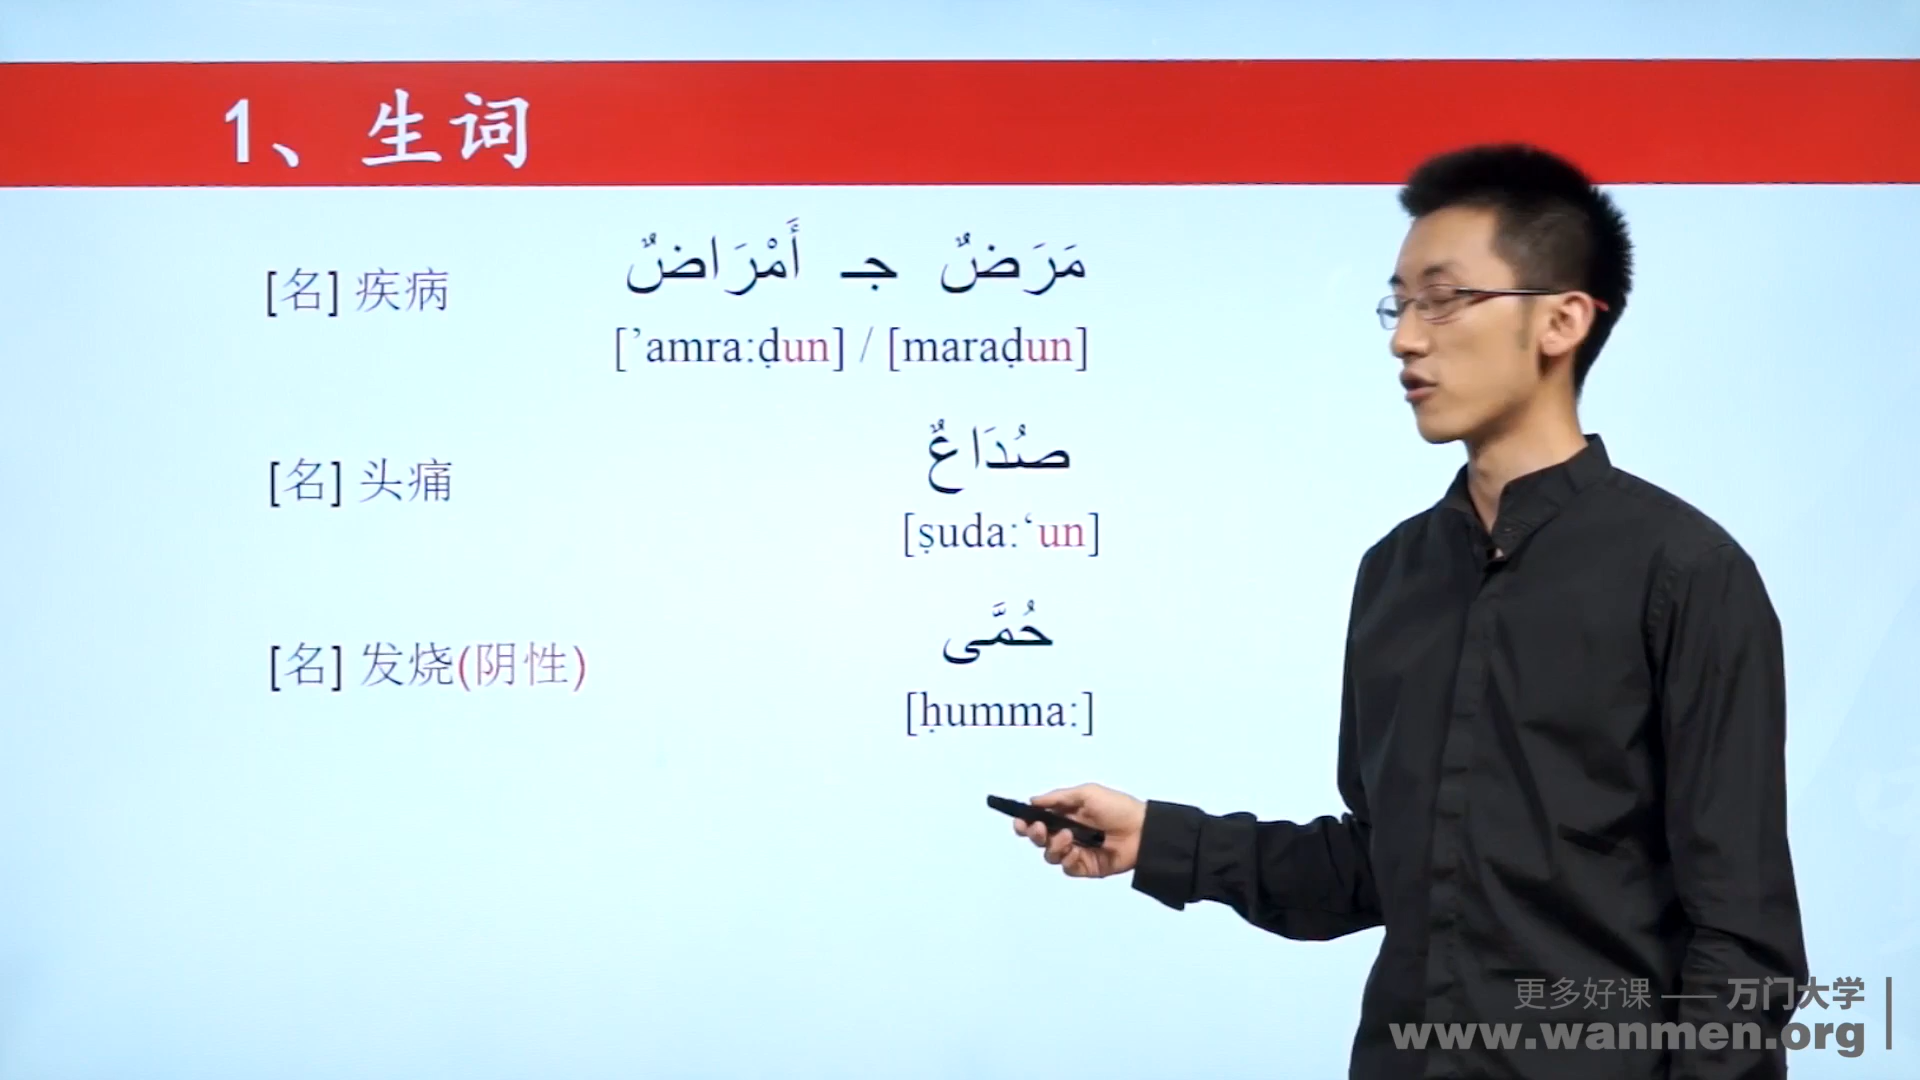 1、生词
[名] 疾病
مَرَضٌ جـ أَمْرَاضٌ
[’amra:ḍun] / [maraḍun]
[名] 头痛
صُدَاعٌ
[ṣuda:‘un]
[名] 发烧(阴性)
حُمَّى
[ḥumma:]
更多好课 —— 万门大学
www.wanmen.org